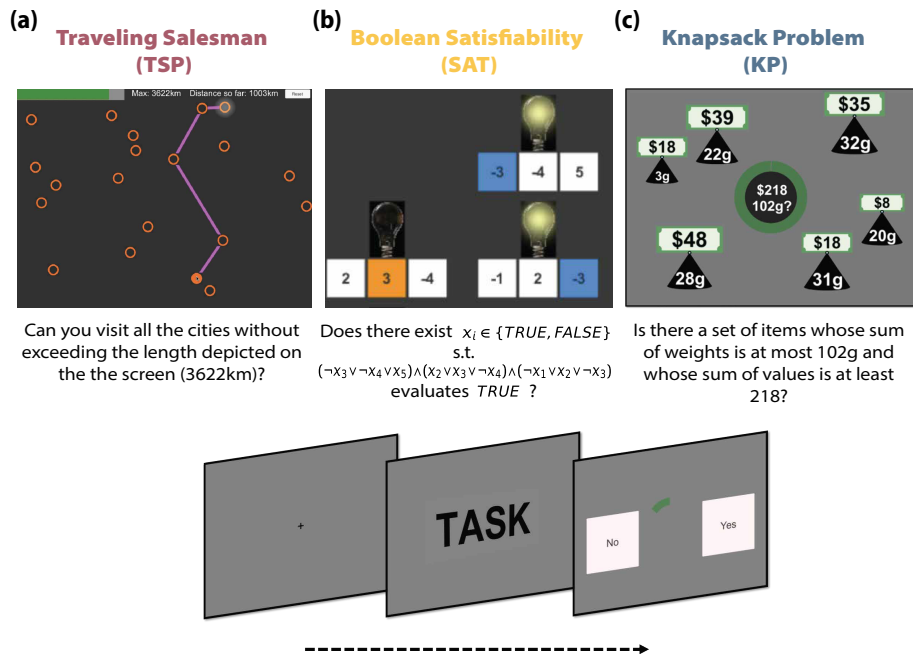 (a)
Traveling Salesman
(TSP)
Max: 3622km Distance so far: 1003km Reset
Can you visit all the cities without
exceeding the length depicted on
the the screen (3622km)?
(b)
Boolean Satisfiability
(SAT)
-3 -4 5
2 3 -4
-1 2 -3
Does there exist xᵢ ∈ {TRUE, FALSE}
s.t.
(¬x₃∨¬x₄∨x₅)∧(x₂∨x₃∨¬x₄)∧(¬x₁∨x₂∨¬x₃)
evaluates TRUE ?
(c)
Knapsack Problem
(KP)
$39
22g
$35
32g
$18
3g
$218
102g?
$8
20g
$48
28g
$18
31g
Is there a set of items whose sum
of weights is at most 102g and
whose sum of values is at least
218?
+
TASK
No
Yes